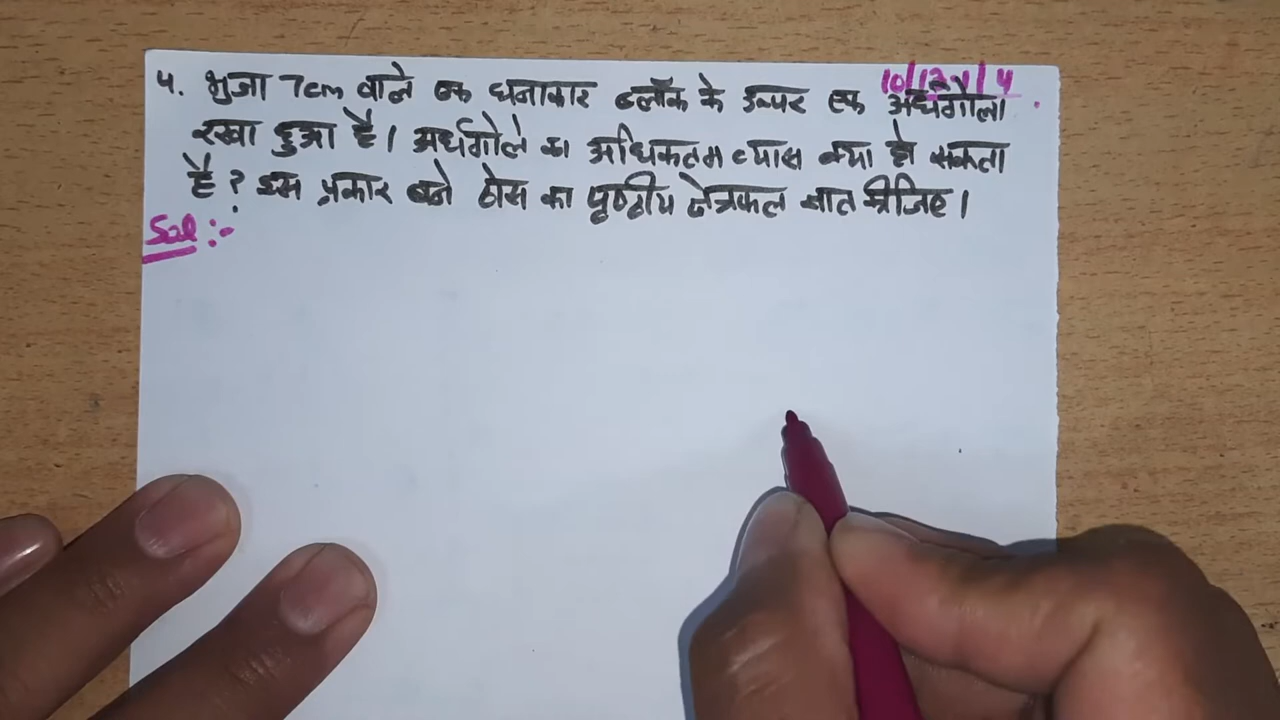 10/12.1/4
4. भुजा 7cm वाले एक घनाकार ब्लॉक के ऊपर एक अर्धगोला
रखा हुआ है। अर्धगोले का अधिकतम व्यास क्या हो सकता
है? इस प्रकार बने ठोस का पृष्ठीय क्षेत्रफल ज्ञात कीजिए।
Sol :-